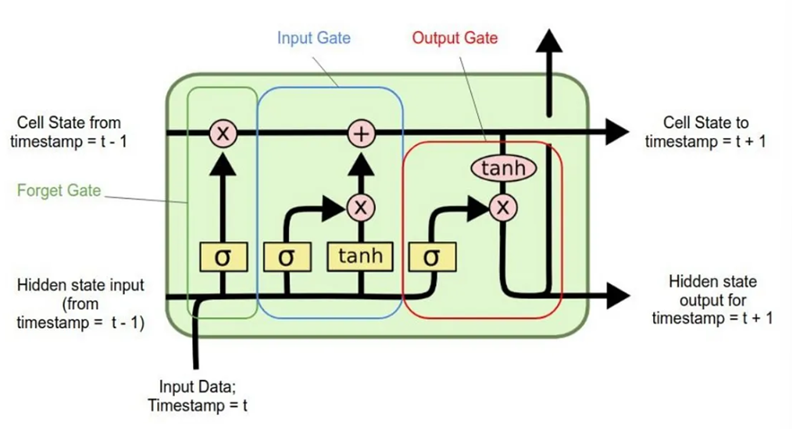 Input Gate
Output Gate
Cell State from
timestamp = t - 1
x
+
Cell State to
timestamp = t + 1
tanh
Forget Gate
x
x
σ
σ
tanh
σ
Hidden state input
(from
timestamp = t - 1)
Hidden state
output for
timestamp = t + 1
Input Data;
Timestamp = t